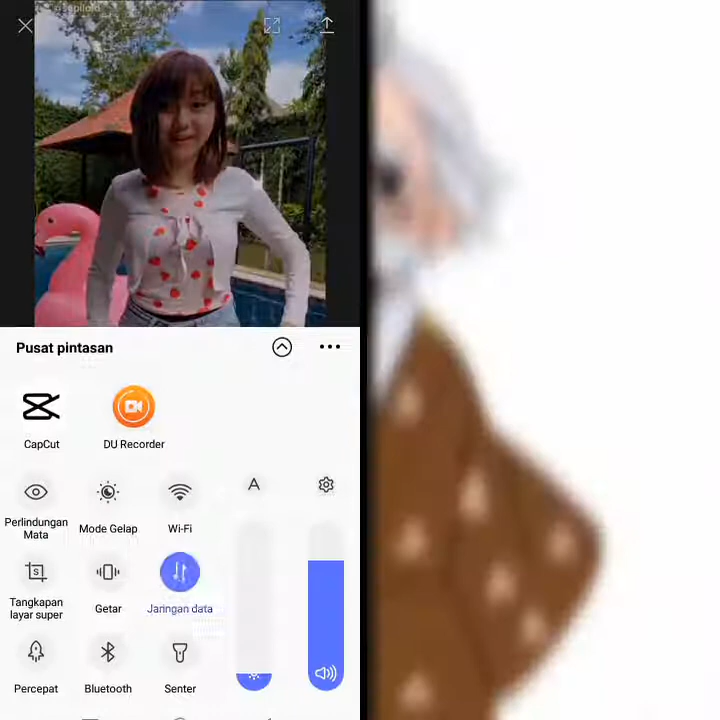 Pusat pintasan
CapCut
DU Recorder
A
Perlindungan
Mata
Mode Gelap
Wi-Fi
S
Tangkapan
layar super
Getar
Jaringan data
Percepat
Bluetooth
Senter